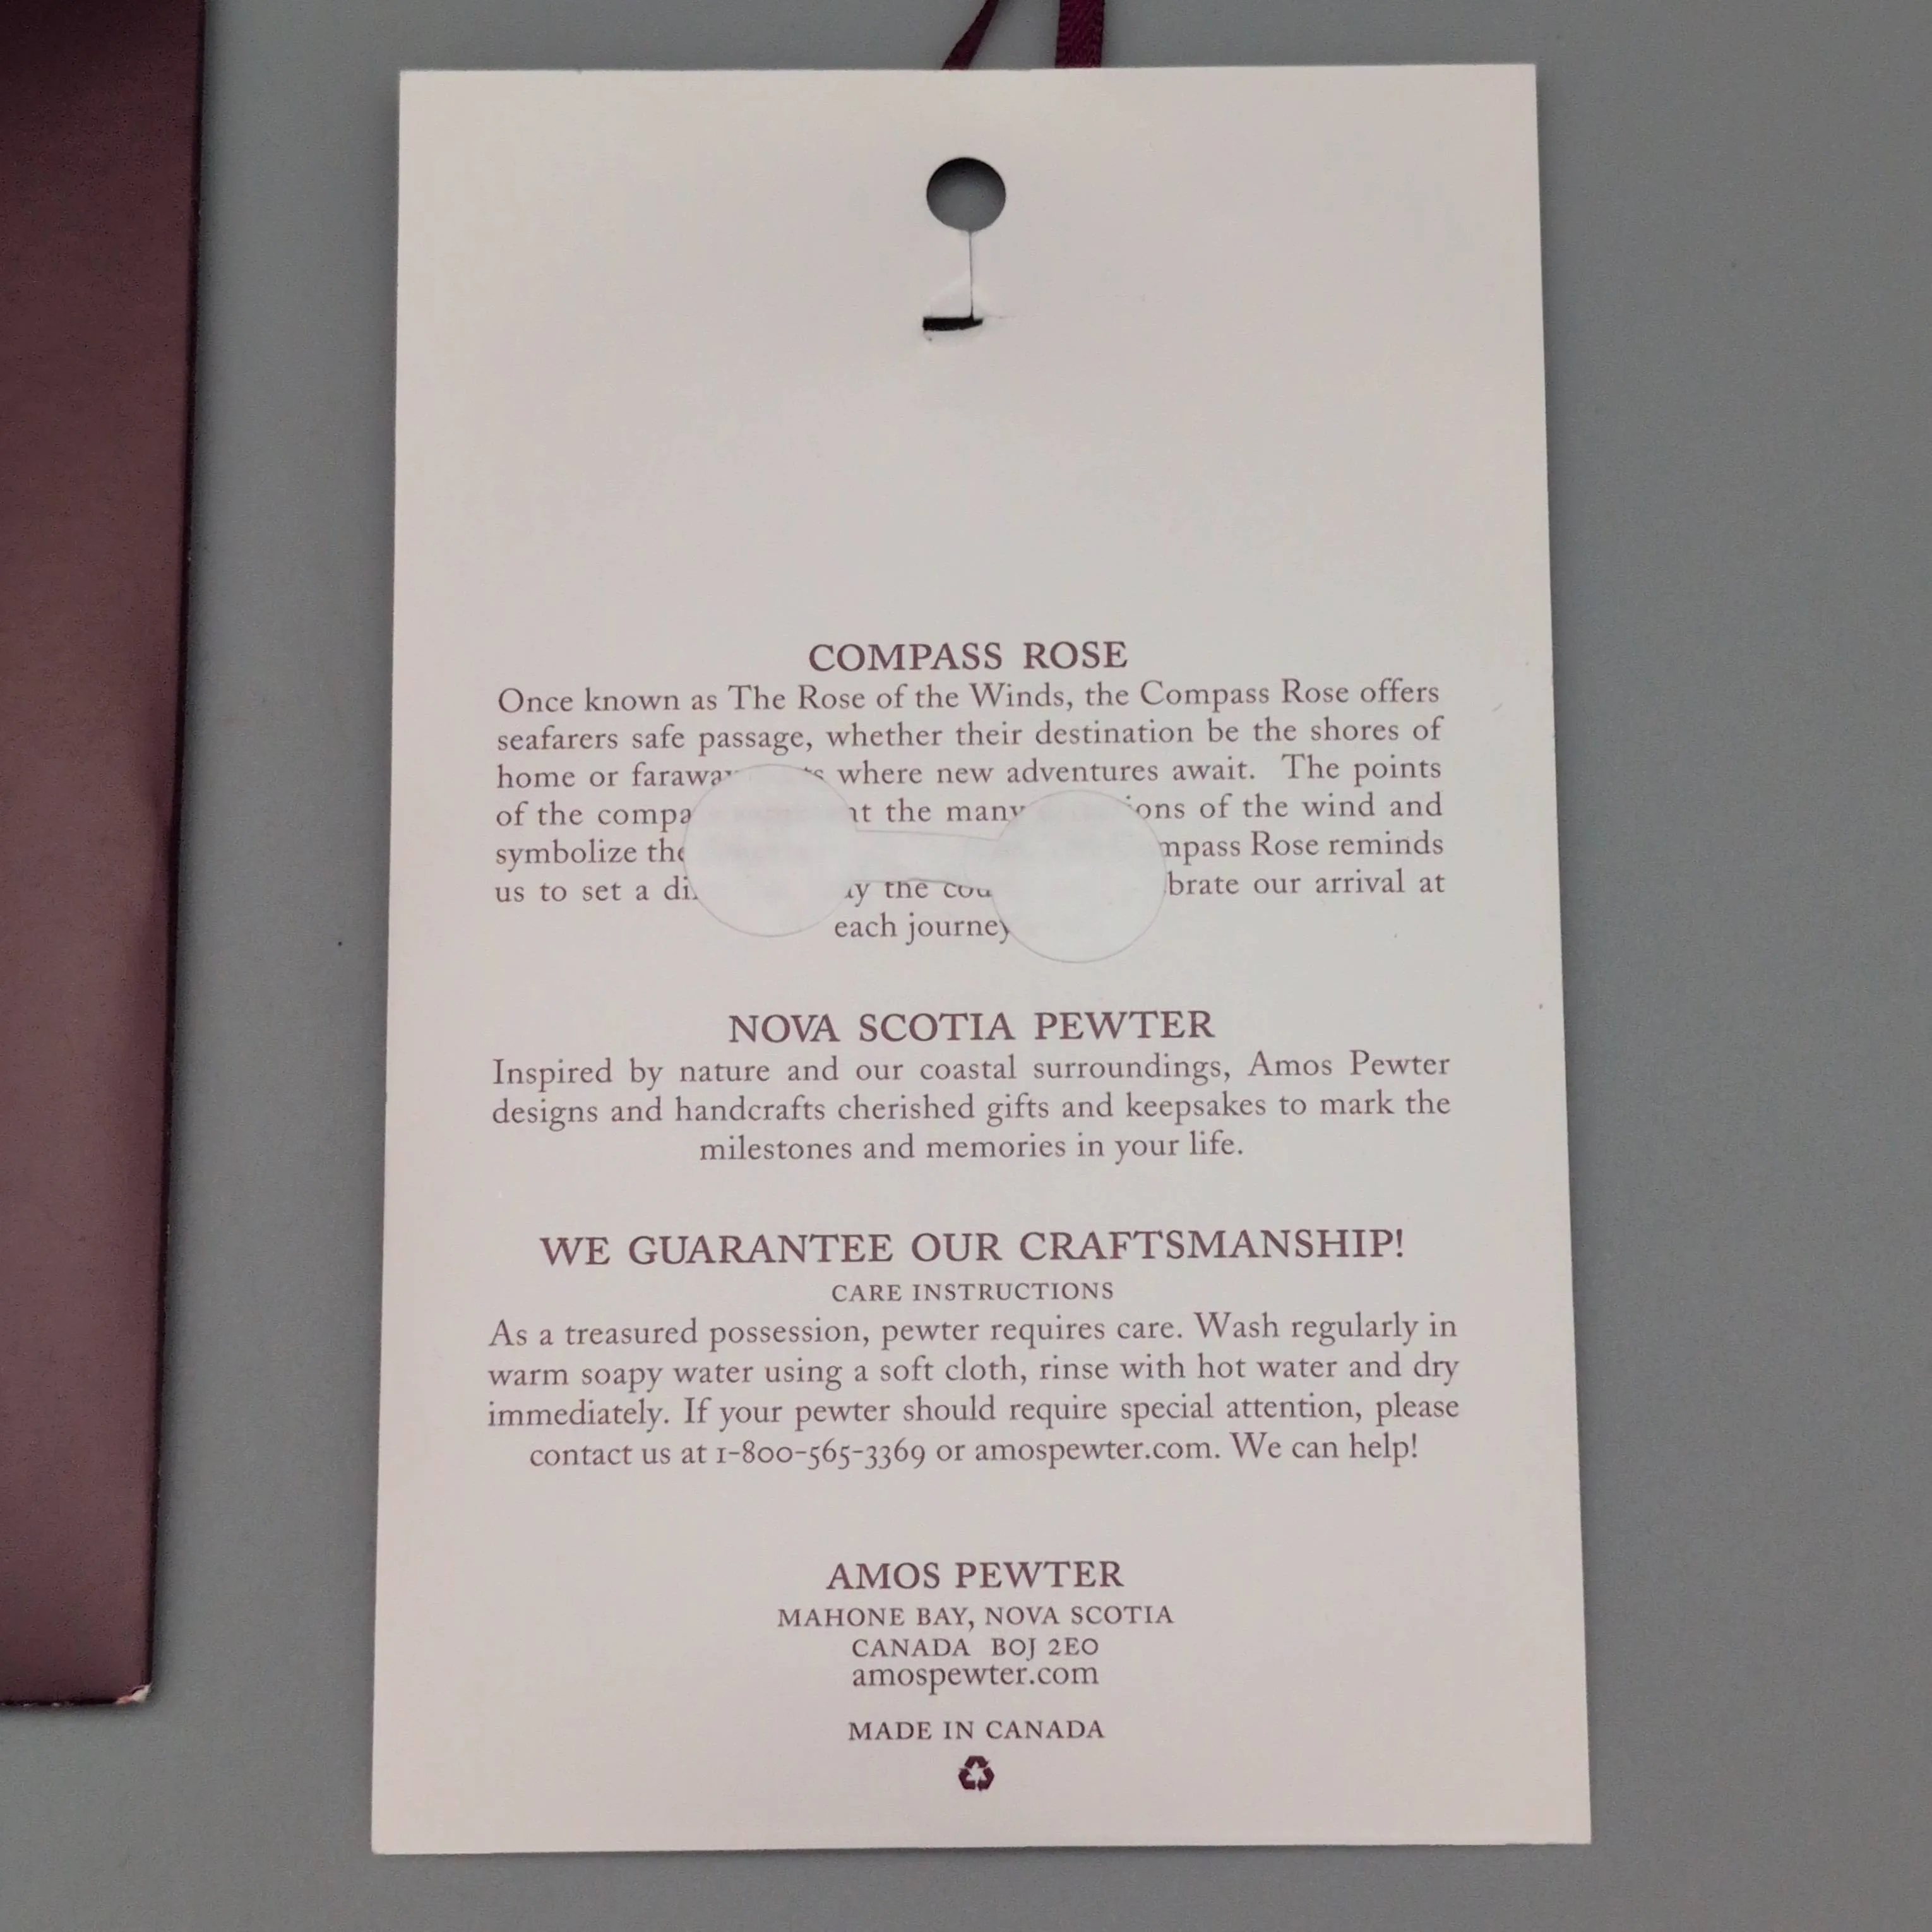 COMPASS ROSE
Once known as The Rose of the Winds, the Compass Rose offers
seafarers safe passage, whether their destination be the shores of
home or where new adventures await. The points
of the the many of the wind and
symbolize Rose reminds
us to set a the our arrival at
each
NOVA SCOTIA PEWTER
Inspired by nature and our coastal surroundings, Amos Pewter
designs and handcrafts cherished gifts and keepsakes to mark the
milestones and memories in your life.
WE GUARANTEE OUR CRAFTSMANSHIP!
CARE INSTRUCTIONS
As a treasured possession, pewter requires care. Wash regularly in
warm soapy water using a soft cloth, rinse with hot water and dry
immediately. If your pewter should require special attention, please
contact us at 1-800-565-3369 or amospewter.com. We can help!
AMOS PEWTER
MAHONE BAY, NOVA SCOTIA
CANADA B0J 2E0
amospewter.com
MADE IN CANADA